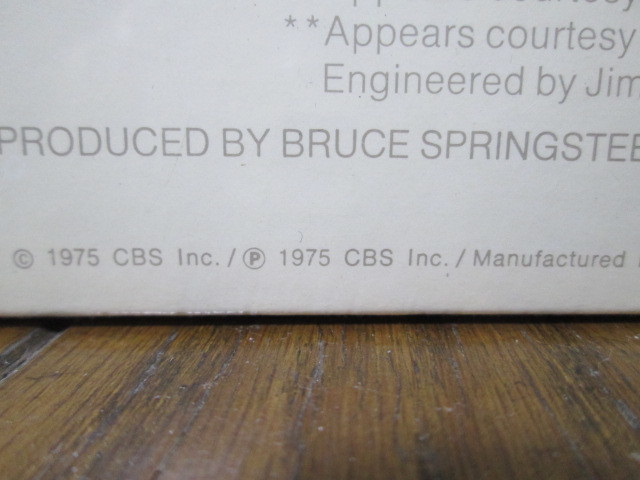 **Appears courtesy
Engineered by Jim
PRODUCED BY BRUCE SPRINGSTEE
© 1975 CBS Inc./Ⓟ 1975 CBS Inc./Manufactured